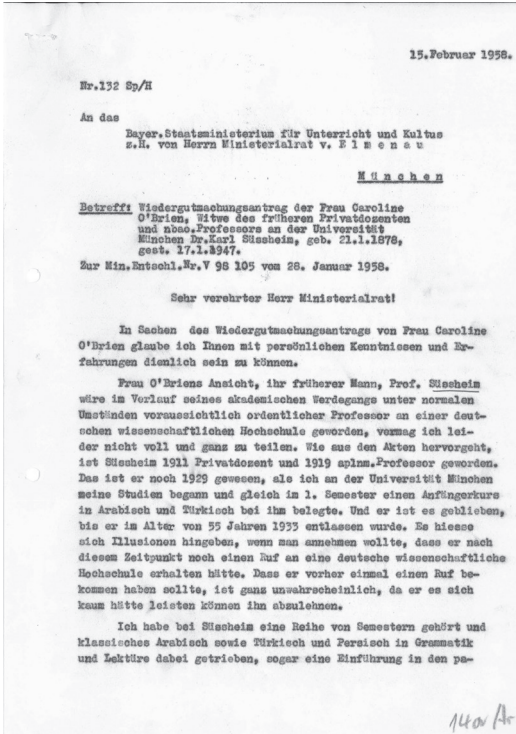 15.Februar 1958.
Nr.132 Sp/H
An das
Bayer.Staatsministerium für Unterricht und Kultus
z.H. von Herrn Ministerialrat v. E l m e n a u
M ü n c h e n
Betreff: Wiedergutmachungsantrag der Frau Caroline
O'Brien, Witwe des früheren Privatdozenten
und nbao.Professors an der Universität
München Dr.Karl Süssheim, geb. 21.1.1878,
gest. 17.1.1947.
Zur Min.Entschl.Nr.V 98 105 vom 28. Januar 1958.
Sehr verehrter Herr Ministerialrat!
In Sachen des Wiedergutmachungsantrags von Frau Caroline
O'Brien glaube ich Ihnen mit persönlichen Kenntnissen und Er-
fahrungen dienlich sein zu können.
Frau O'Briens Ansicht, ihr früherer Mann, Prof. Süssheim
wäre im Verlauf seines akademischen Werdegangs unter normalen
Umständen voraussichtlich ordentlicher Professor an einer deut-
schen wissenschaftlichen Hochschule geworden, vermag ich lei-
der nicht voll und ganz zu teilen. Wie aus den Akten hervorgeht,
ist Süssheim 1911 Privatdozent und 1919 aplnm.Professor geworden.
Das ist er noch 1929 gewesen, als ich an der Universität München
meine Studien begann und gleich im 1. Semester einen Anfängerkurs
in Arabisch und Türkisch bei ihm belegte. Und er ist es geblieben,
bis er im Alter von 55 Jahren 1933 entlassen wurde. Es hiesse
sich Illusionen hingeben, wenn man annehmen wollte, dass er nach
diesem Zeitpunkt noch einen Ruf an eine deutsche wissenschaftliche
Hochschule erhalten hätte. Dass er vorher einmal einen Ruf be-
kommen haben sollte, ist ganz unwahrscheinlich, da er es sich
kaum hätte leisten können ihn abzulehnen.
Ich habe bei Süssheim eine Reihe von Semestern gehört und
klassisches Arabisch sowie Türkisch und Persisch in Grammatik
und Lektüre dabei getrieben, sogar eine Einführung in den pa-